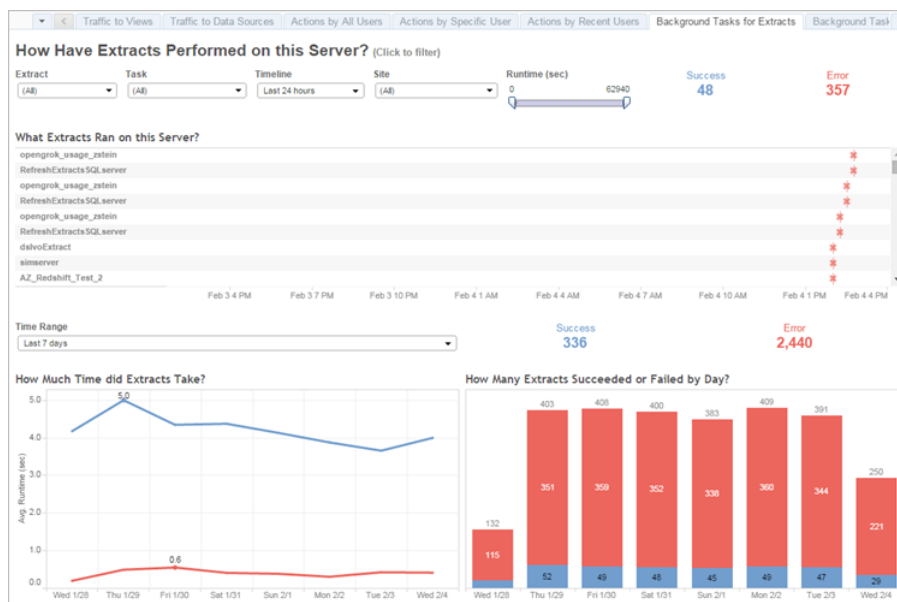 Traffic to Views Traffic to Data Sources Actions by All Users Actions by Specific User Actions by Recent Users Background Tasks for Extracts Background Task
How Have Extracts Performed on this Server? (Click to filter)
Extract Task Timeline Site Runtime (sec) Success Error
(All) (All) Last 24 hours (All) 0 62940 48 357
What Extracts Ran on this Server?
opengrok_usage_zstein
RefreshExtractsSQLserver
opengrok_usage_zstein
RefreshExtractsSQLserver
opengrok_usage_zstein
RefreshExtractsSQLserver
dslvoExtract
simserver
AZ_Redshift_Test_2
Feb 3 4 PM Feb 3 7 PM Feb 3 10 PM Feb 4 1 AM Feb 4 4 AM Feb 4 7 AM Feb 4 10 AM Feb 4 1 PM Feb 4 4 PM
Time Range Success Error
Last 7 days 336 2,440
How Much Time did Extracts Take?
5.0
5.0
4.0
3.0
2.0
1.0
0.6
0.0
Avg. Runtime (sec)
Wed 1/28 Thu 1/29 Fri 1/30 Sat 1/31 Sun 2/1 Mon 2/2 Tue 2/3 Wed 2/4
How Many Extracts Succeeded or Failed by Day?
132 403 408 400 383 409 391 250
115 351 359 352 338 360 344 221
52 49 48 45 49 47 29
Wed 1/28 Thu 1/29 Fri 1/30 Sat 1/31 Sun 2/1 Mon 2/2 Tue 2/3 Wed 2/4